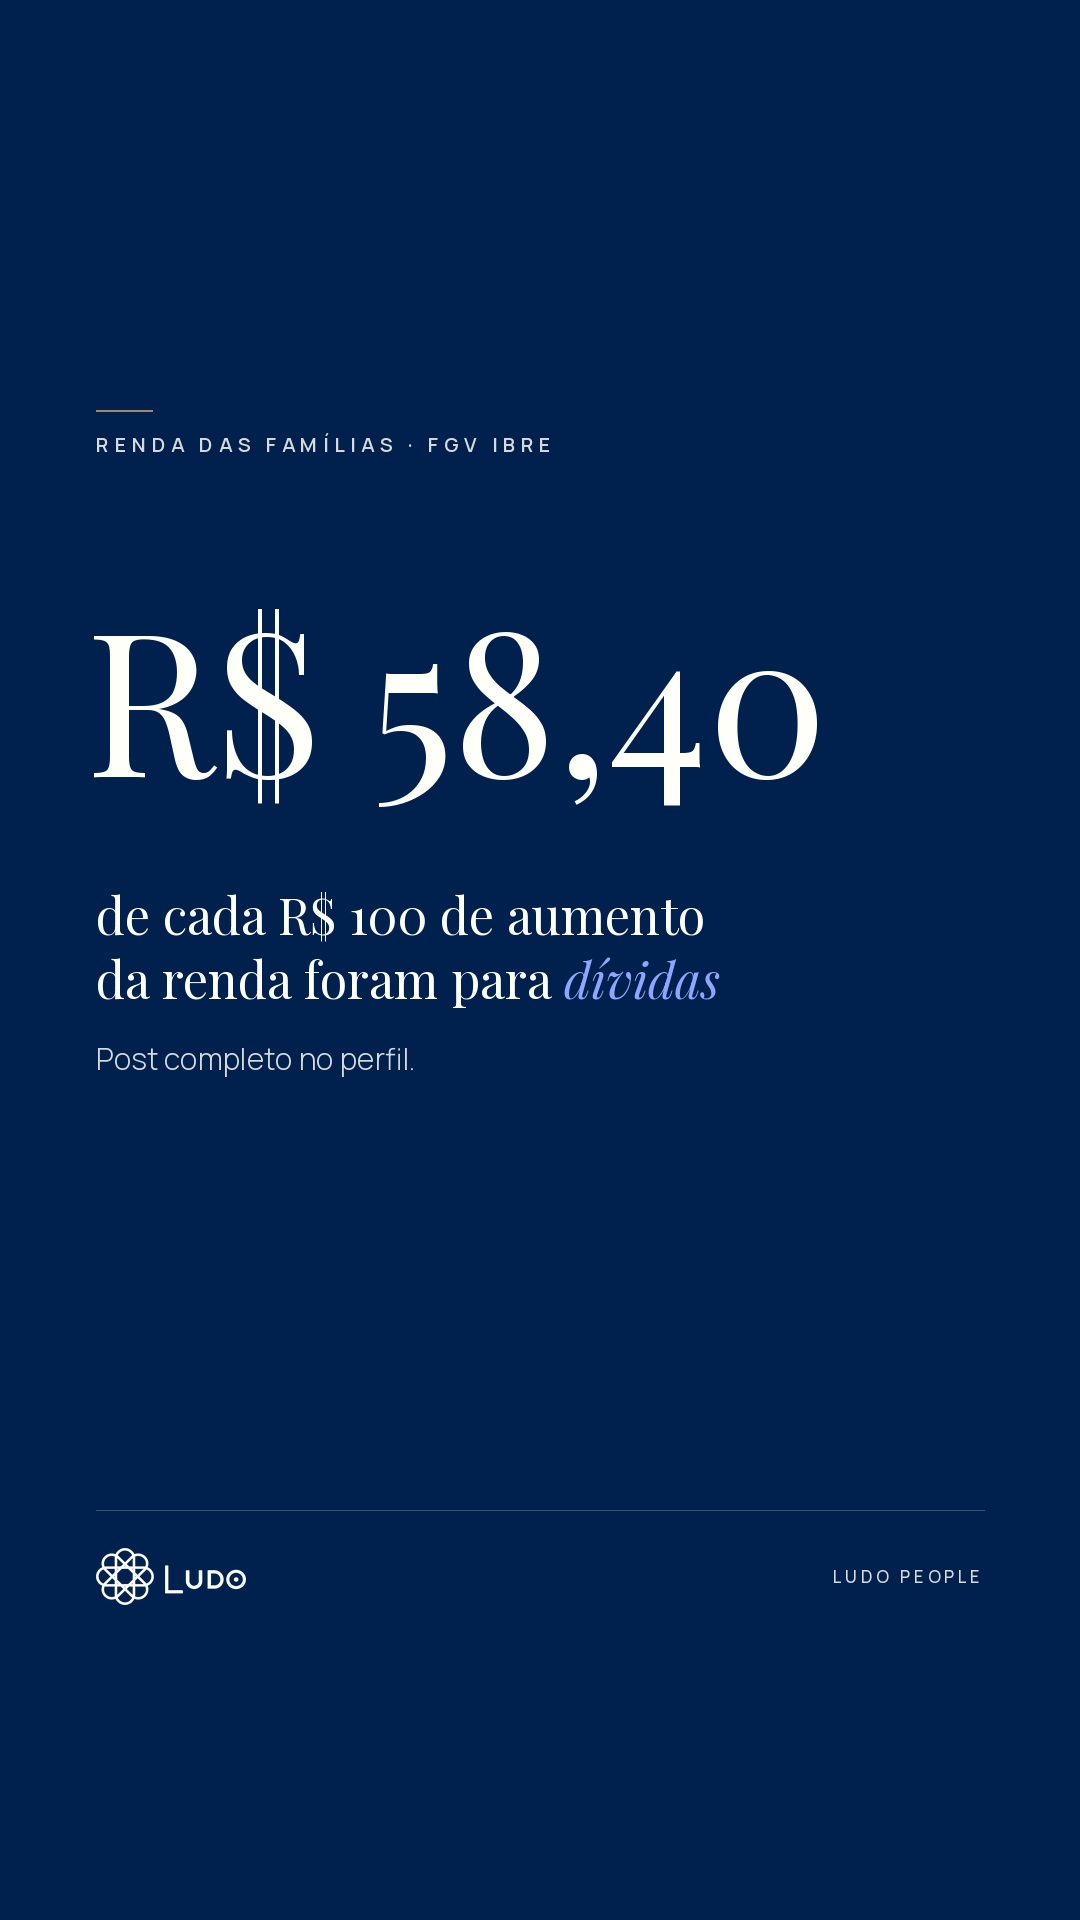 RENDA DAS FAMÍLIAS · FGV IBRE
R$ 58,40
de cada R$ 100 de aumento
da renda foram para dívidas
Post completo no perfil.
LUDO
LUDO PEOPLE